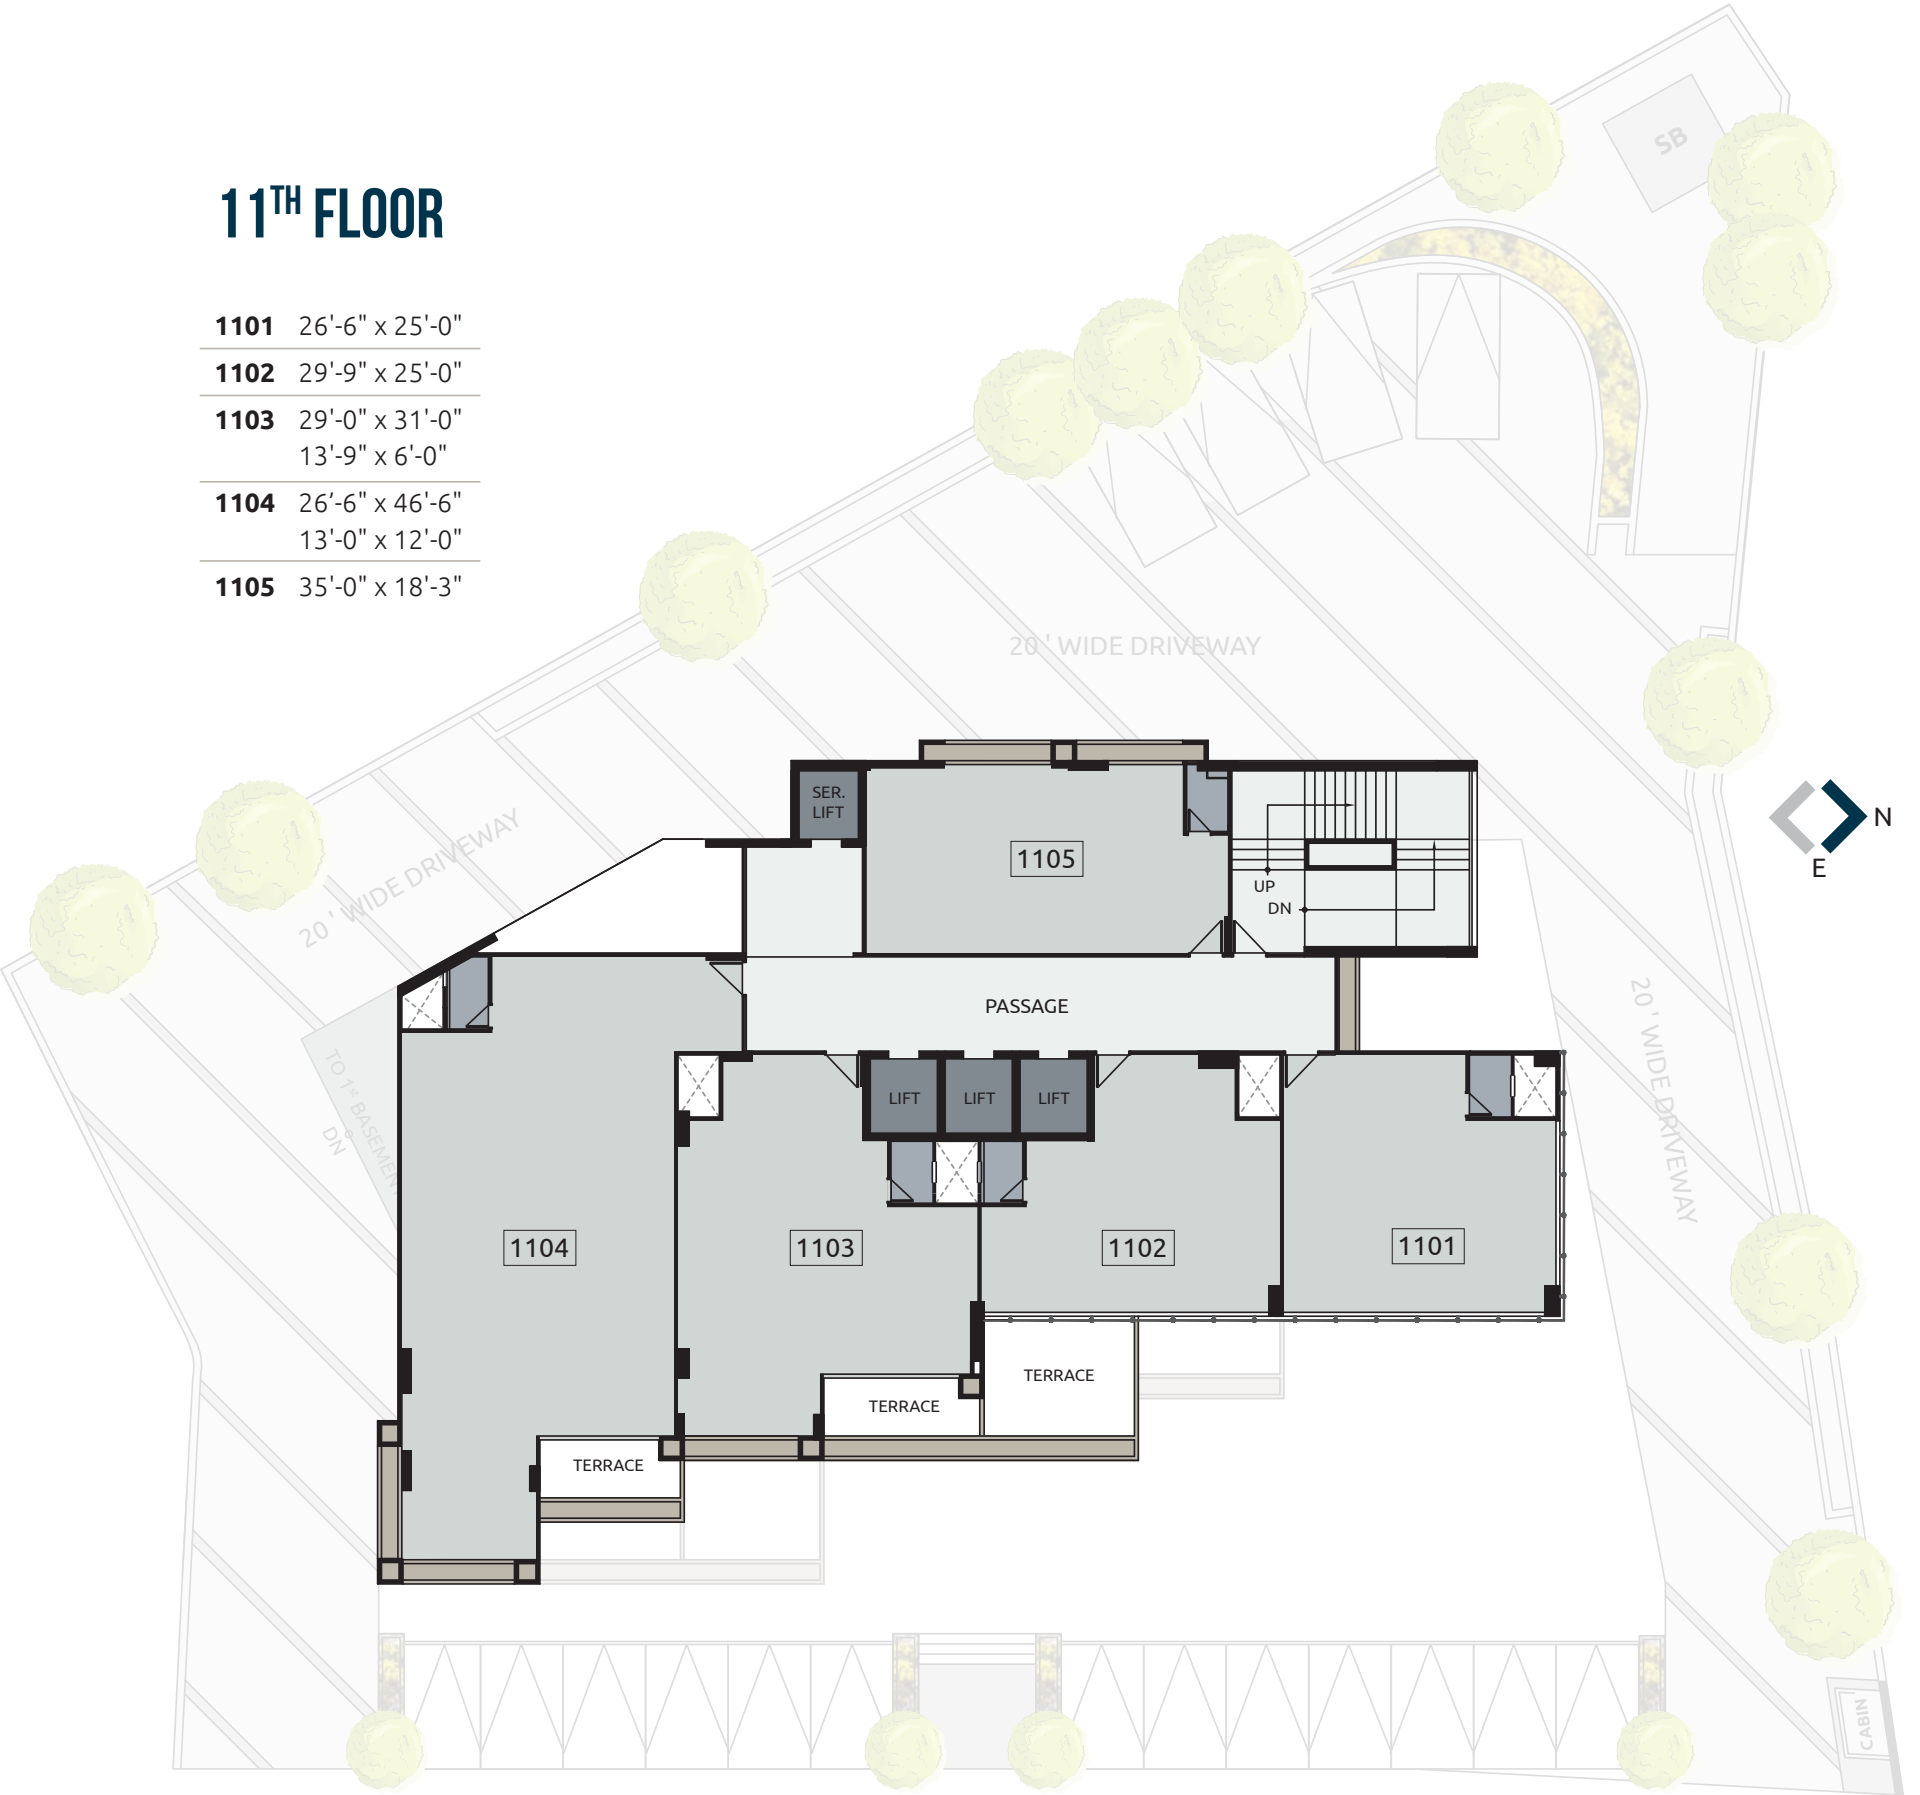 11TH FLOOR
1101 26'-6" x 25'-0"
1102 29'-9" x 25'-0"
1103 29'-0" x 31'-0"
13'-9" x 6'-0"
1104 26'-6" x 46'-6"
13'-0" x 12'-0"
1105 35'-0" x 18'-3"
SB
20' WIDE DRIVEWAY
20' WIDE DRIVEWAY
SER.
LIFT
1105
UP
DN
N
E
PASSAGE
20' WIDE DRIVEWAY
TO 1st BASEMENT
DN
LIFT
LIFT
LIFT
1104
1103
1102
1101
TERRACE
TERRACE
TERRACE
CABIN